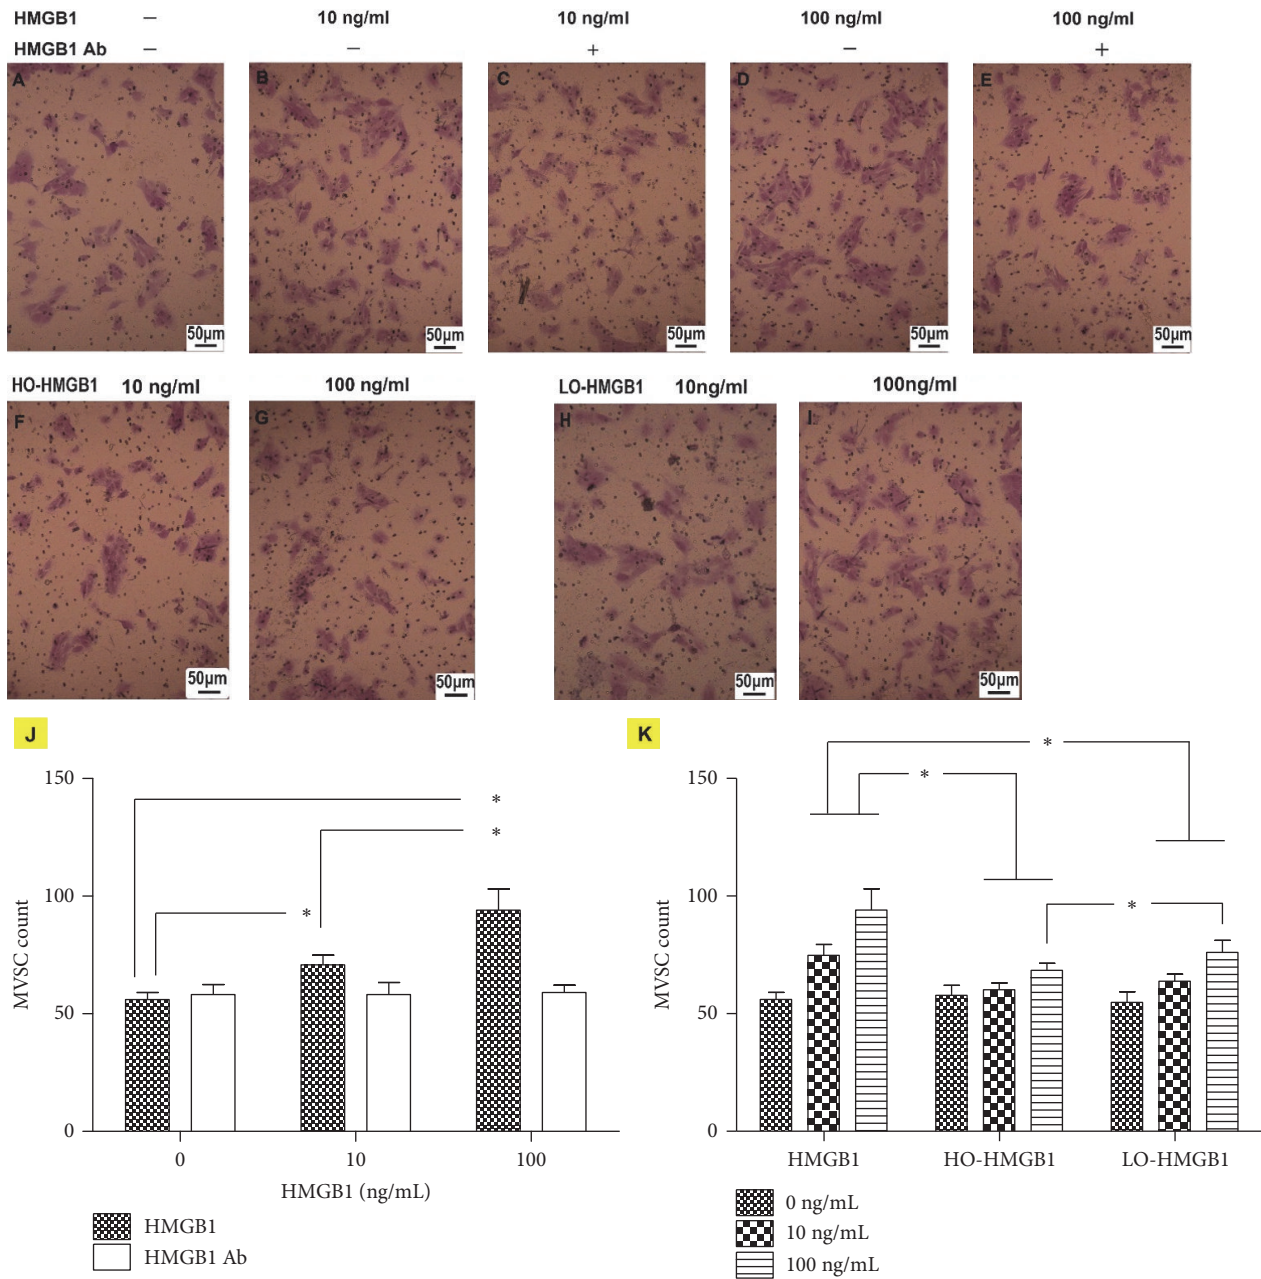 HMGB1 — 10 ng/ml 10 ng/ml 100 ng/ml 100 ng/ml
HMGB1 Ab — — + — +
A B C D E
50μm 50μm 50μm 50μm 50μm
HO-HMGB1 10 ng/ml 100 ng/ml LO-HMGB1 10ng/ml 100ng/ml
F G H I
50μm 50μm 50μm 50μm
J
150
100
50
0
MVSC count
*
*
*
0 10 100
HMGB1 (ng/mL)
HMGB1
HMGB1 Ab
K
150
100
50
0
MVSC count
*
*
*
HMGB1 HO-HMGB1 LO-HMGB1
0 ng/mL
10 ng/mL
100 ng/mL